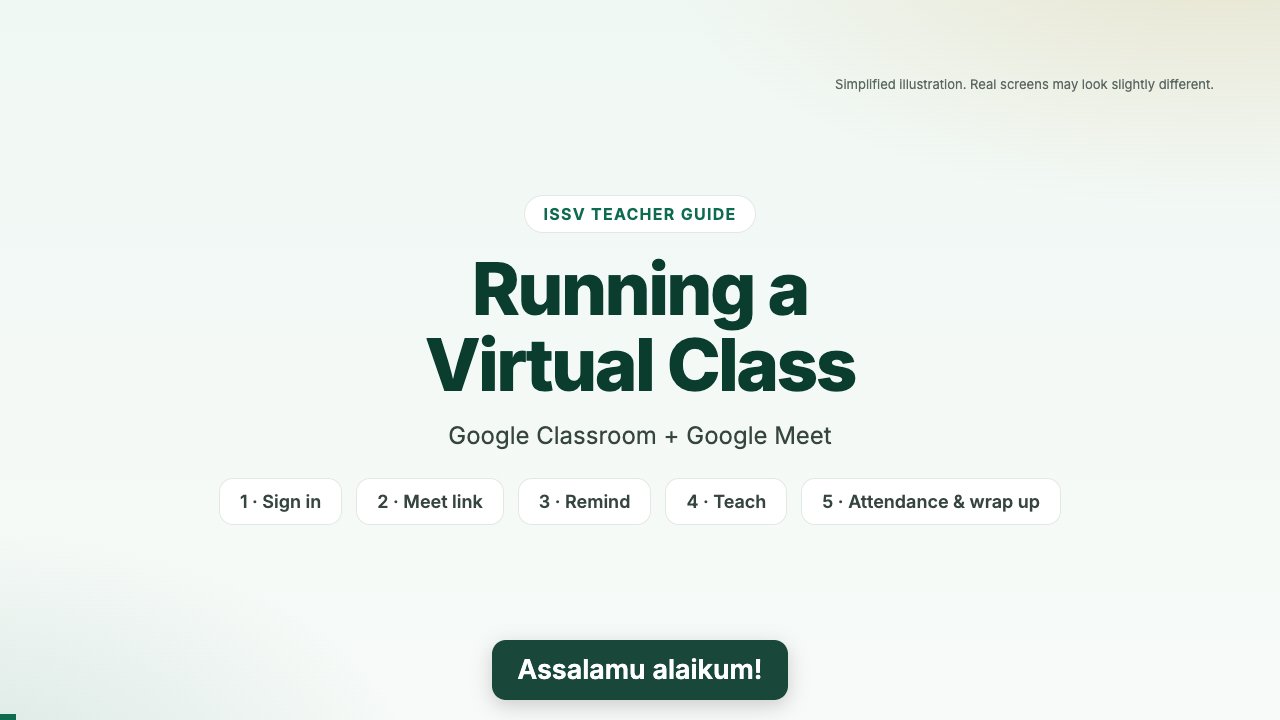 Simplified illustration. Real screens may look slightly different.
ISSV TEACHER GUIDE
Running a
Virtual Class
Google Classroom + Google Meet
1 · Sign in
2 · Meet link
3 · Remind
4 · Teach
5 · Attendance & wrap up
Assalamu alaikum!